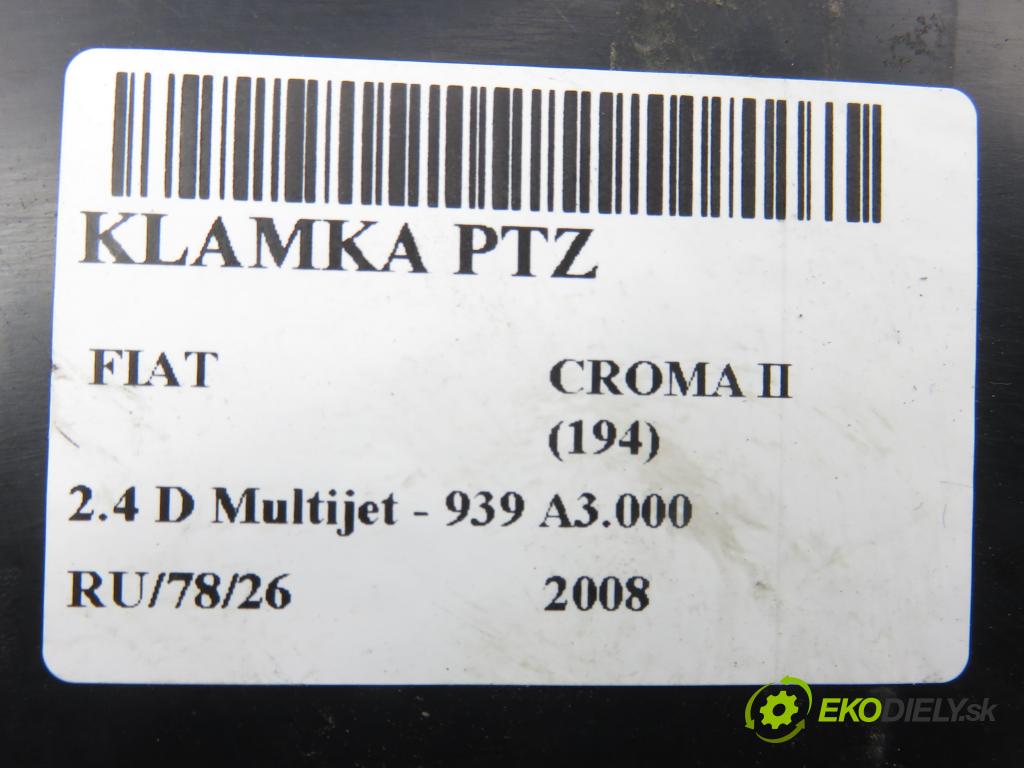 KLAMKA PTZ
FIAT CROMA II
(194)
2.4 D Multijet - 939 A3.000
RU/78/26 2008
EKODIELY.sk